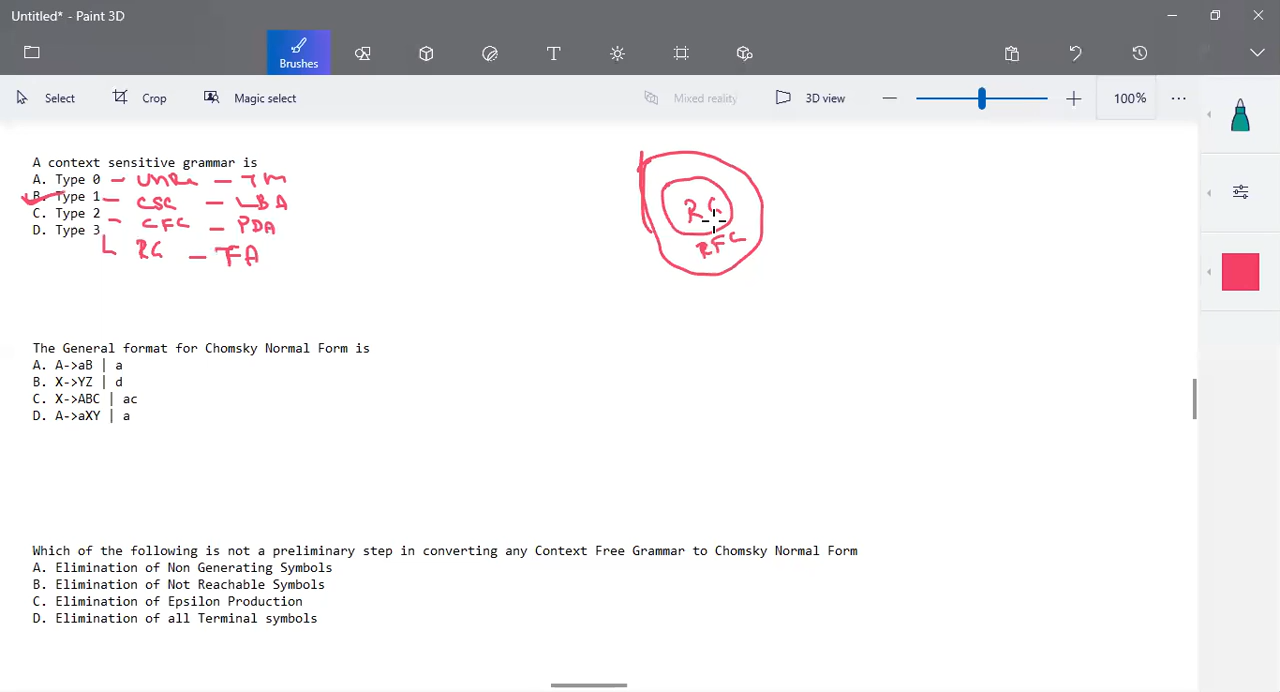 Untitled* - Paint 3D
Brushes
Select Crop Magic select Mixed reality 3D view 100%
A context sensitive grammar is
A. Type 0 - UnRe - TM
B. Type 1 - CSG - LBA
C. Type 2 - CFG - PDA
D. Type 3 RG - FA
RG
RFC
The General format for Chomsky Normal Form is
A. A->aB | a
B. X->YZ | d
C. X->ABC | ac
D. A->aXY | a
Which of the following is not a preliminary step in converting any Context Free Grammar to Chomsky Normal Form
A. Elimination of Non Generating Symbols
B. Elimination of Not Reachable Symbols
C. Elimination of Epsilon Production
D. Elimination of all Terminal symbols